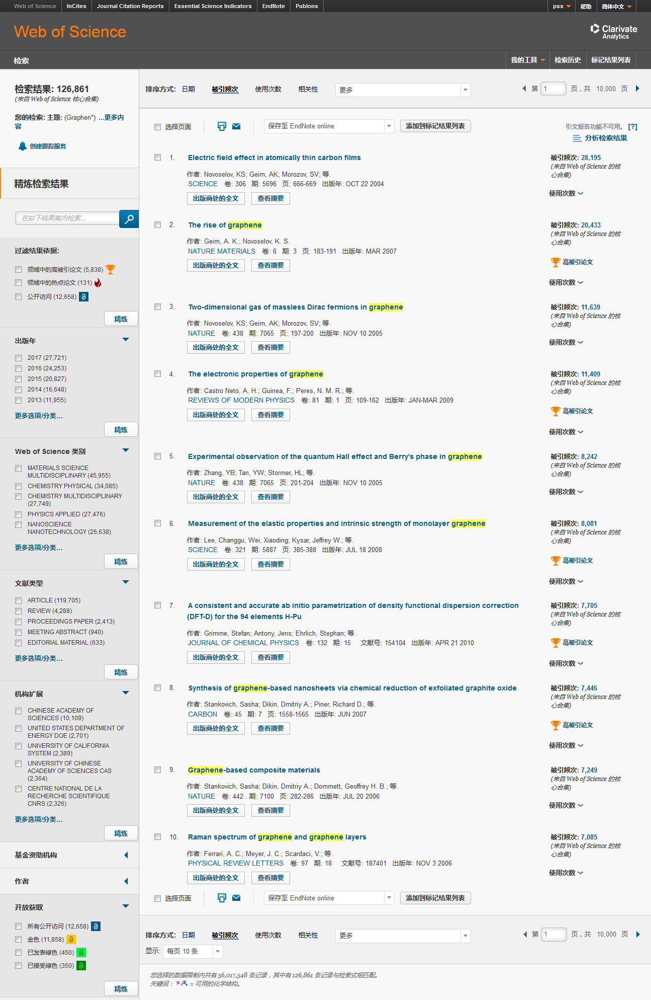 Web of Science InCites Journal Citation Reports Essential Science Indicators EndNote Publons pss 帮助 简体中文
Web of Science
Clarivate
Analytics
检索 我的工具 检索历史 标记结果列表
检索结果: 126,861
(来自 Web of Science 核心合集)
您的检索: 主题: (Graphen*) ...更多内
容
创建跟踪服务
精炼检索结果
在如下结果集内检索...
过滤结果依据:
领域中的高被引论文 (5,838)
领域中的热点论文 (131)
公开访问 (12,658)
精炼
出版年
2017 (27,721)
2016 (24,253)
2015 (20,827)
2014 (16,648)
2013 (11,955)
更多选项/分类...
精炼
Web of Science 类别
MATERIALS SCIENCE
MULTIDISCIPLINARY (45,955)
CHEMISTRY PHYSICAL (34,085)
CHEMISTRY MULTIDISCIPLINARY
(27,749)
PHYSICS APPLIED (27,476)
NANOSCIENCE
NANOTECHNOLOGY (26,638)
更多选项/分类...
精炼
文献类型
ARTICLE (119,705)
REVIEW (4,288)
PROCEEDINGS PAPER (2,413)
MEETING ABSTRACT (940)
EDITORIAL MATERIAL (633)
更多选项/分类...
精炼
机构扩展
CHINESE ACADEMY OF
SCIENCES (10,109)
UNITED STATES DEPARTMENT OF
ENERGY DOE (2,701)
UNIVERSITY OF CALIFORNIA
SYSTEM (2,389)
UNIVERSITY OF CHINESE
ACADEMY OF SCIENCES CAS
(2,364)
CENTRE NATIONAL DE LA
RECHERCHE SCIENTIFIQUE
CNRS (2,326)
更多选项/分类...
精炼
基金资助机构
作者
开放获取
所有公开访问 (12,658)
金色 (11,858)
已发表绿色 (450)
已接受绿色 (350)
精炼
排序方式: 日期 被引频次 使用次数 相关性 更多 第 1 页，共 10,000 页
选择页面 保存至 EndNote online 添加到标记结果列表
引文报告功能不可用。 [?]
分析检索结果
1. Electric field effect in atomically thin carbon films
作者: Novoselov, KS; Geim, AK; Morozov, SV; 等.
SCIENCE 卷: 306 期: 5696 页: 666-669 出版年: OCT 22 2004
出版商处的全文 查看摘要
被引频次: 28,195
(来自 Web of Science 的核
心合集)
使用次数
2. The rise of graphene
作者: Geim, A. K.; Novoselov, K. S.
NATURE MATERIALS 卷: 6 期: 3 页: 183-191 出版年: MAR 2007
出版商处的全文 查看摘要
被引频次: 20,433
(来自 Web of Science 的核
心合集)
高被引论文
使用次数
3. Two-dimensional gas of massless Dirac fermions in graphene
作者: Novoselov, KS; Geim, AK; Morozov, SV; 等.
NATURE 卷: 438 期: 7065 页: 197-200 出版年: NOV 10 2005
出版商处的全文 查看摘要
被引频次: 11,639
(来自 Web of Science 的核
心合集)
使用次数
4. The electronic properties of graphene
作者: Castro Neto, A. H.; Guinea, F.; Peres, N. M. R.; 等.
REVIEWS OF MODERN PHYSICS 卷: 81 期: 1 页: 109-162 出版年: JAN-MAR 2009
出版商处的全文 查看摘要
被引频次: 11,409
(来自 Web of Science 的核
心合集)
高被引论文
使用次数
5. Experimental observation of the quantum Hall effect and Berry's phase in graphene
作者: Zhang, YB; Tan, YW; Stormer, HL; 等.
NATURE 卷: 438 期: 7065 页: 201-204 出版年: NOV 10 2005
出版商处的全文 查看摘要
被引频次: 8,242
(来自 Web of Science 的核
心合集)
使用次数
6. Measurement of the elastic properties and intrinsic strength of monolayer graphene
作者: Lee, Changgu; Wei, Xiaoding; Kysar, Jeffrey W.; 等.
SCIENCE 卷: 321 期: 5887 页: 385-388 出版年: JUL 18 2008
出版商处的全文 查看摘要
被引频次: 8,081
(来自 Web of Science 的核
心合集)
高被引论文
使用次数
7. A consistent and accurate ab initio parametrization of density functional dispersion correction
(DFT-D) for the 94 elements H-Pu
作者: Grimme, Stefan; Antony, Jens; Ehrlich, Stephan; 等.
JOURNAL OF CHEMICAL PHYSICS 卷: 132 期: 15 文献号: 154104 出版年: APR 21 2010
出版商处的全文 查看摘要
被引频次: 7,705
(来自 Web of Science 的核
心合集)
高被引论文
使用次数
8. Synthesis of graphene-based nanosheets via chemical reduction of exfoliated graphite oxide
作者: Stankovich, Sasha; Dikin, Dmitriy A.; Piner, Richard D.; 等.
CARBON 卷: 45 期: 7 页: 1558-1565 出版年: JUN 2007
出版商处的全文 查看摘要
被引频次: 7,446
(来自 Web of Science 的核
心合集)
高被引论文
使用次数
9. Graphene-based composite materials
作者: Stankovich, Sasha; Dikin, Dmitriy A.; Dommett, Geoffrey H. B.; 等.
NATURE 卷: 442 期: 7100 页: 282-286 出版年: JUL 20 2006
出版商处的全文 查看摘要
被引频次: 7,249
(来自 Web of Science 的核
心合集)
使用次数
10. Raman spectrum of graphene and graphene layers
作者: Ferrari, A. C.; Meyer, J. C.; Scardaci, V.; 等.
PHYSICAL REVIEW LETTERS 卷: 97 期: 18 文献号: 187401 出版年: NOV 3 2006
出版商处的全文 查看摘要
被引频次: 7,085
(来自 Web of Science 的核
心合集)
使用次数
选择页面 保存至 EndNote online 添加到标记结果列表
排序方式: 日期 被引频次 使用次数 相关性 更多 第 1 页，共 10,000 页
显示: 每页 10 条
您选择的数据限制内共有 56,017,548 条记录，其中有 126,861 条记录与检索式相匹配。
关键词： = 可用的化学结构。